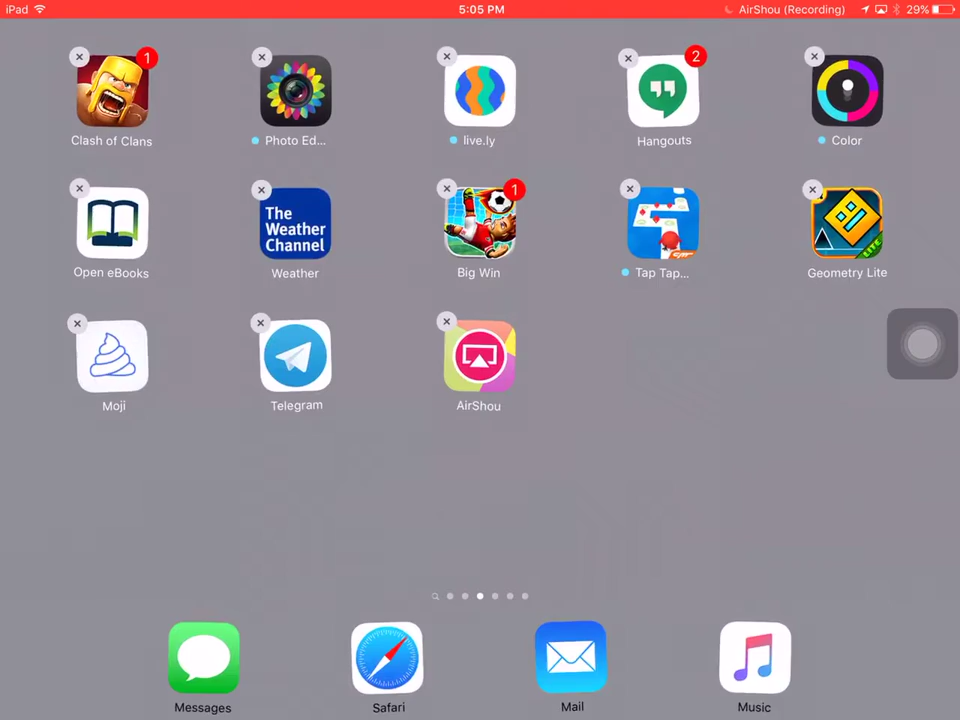 iPad 5:05 PM AirShou (Recording) 29%
1 2
Clash of Clans Photo Ed... live.ly Hangouts Color
The
Weather
Channel
1
LITE
Open eBooks Weather Big Win Tap Tap... Geometry Lite
Moji Telegram AirShou
Messages Safari Mail Music